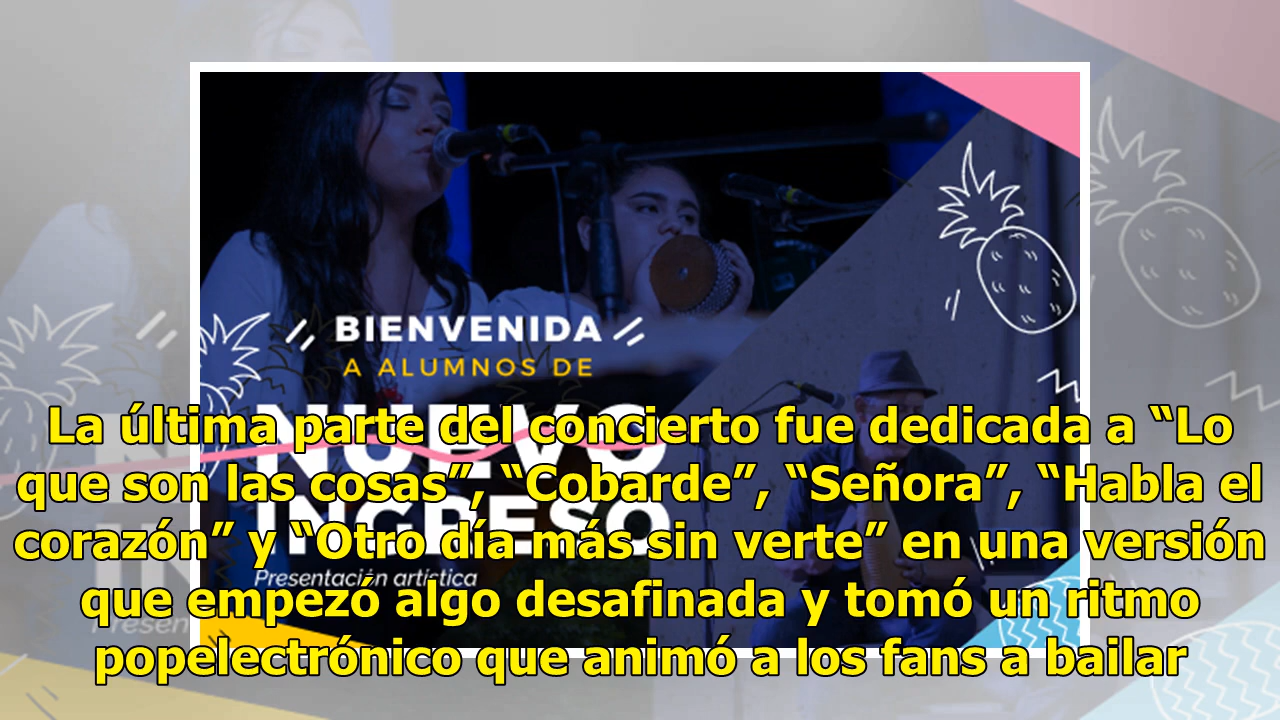 BIENVENIDA
A ALUMNOS DE
NUEVO
INGRESO
Presentación artística
La última parte del concierto fue dedicada a “Lo
que son las cosas”, “Cobarde”, “Señora”, “Habla el
corazón” y “Otro día más sin verte” en una versión
que empezó algo desafinada y tomó un ritmo
popelectrónico que animó a los fans a bailar